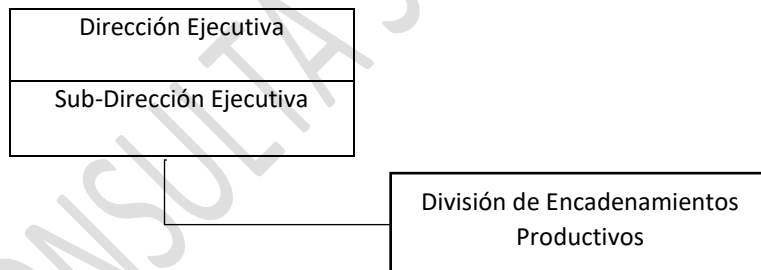 Dirección Ejecutiva
Sub-Dirección Ejecutiva
División de Encadenamientos
Productivos